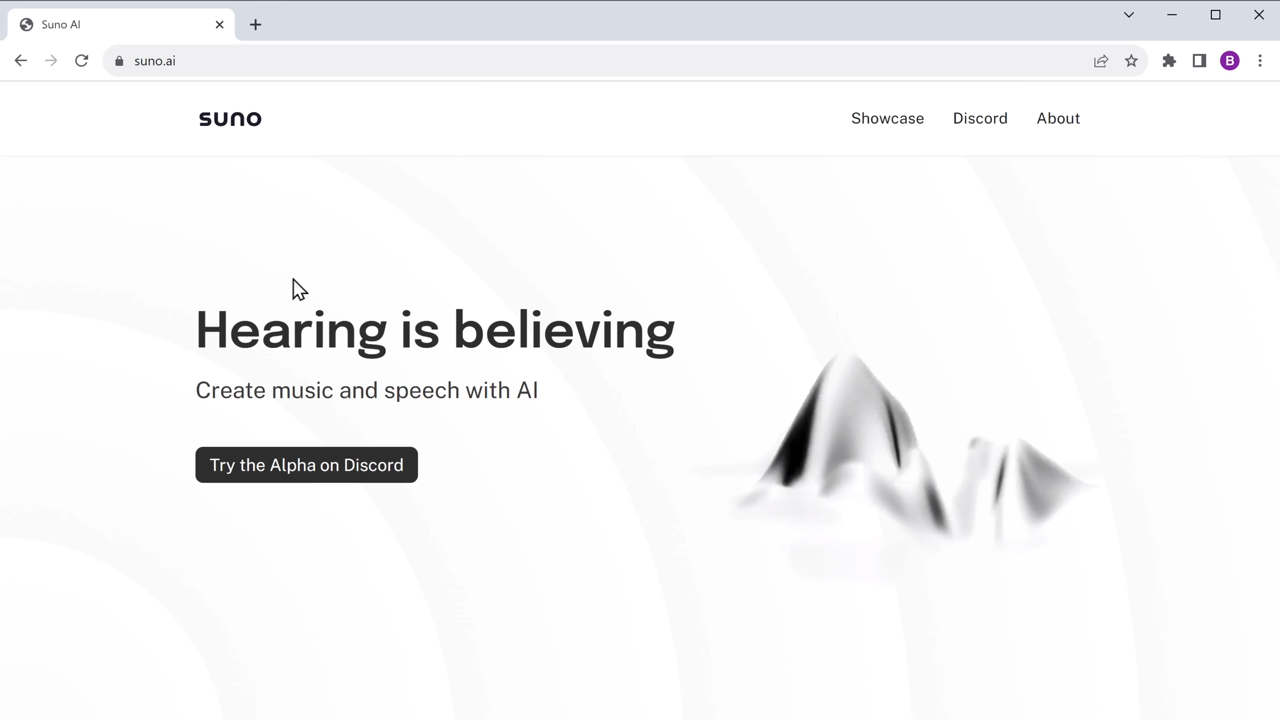 Suno AI
suno.ai
B
suno
Showcase Discord About
Hearing is believing
Create music and speech with AI
Try the Alpha on Discord